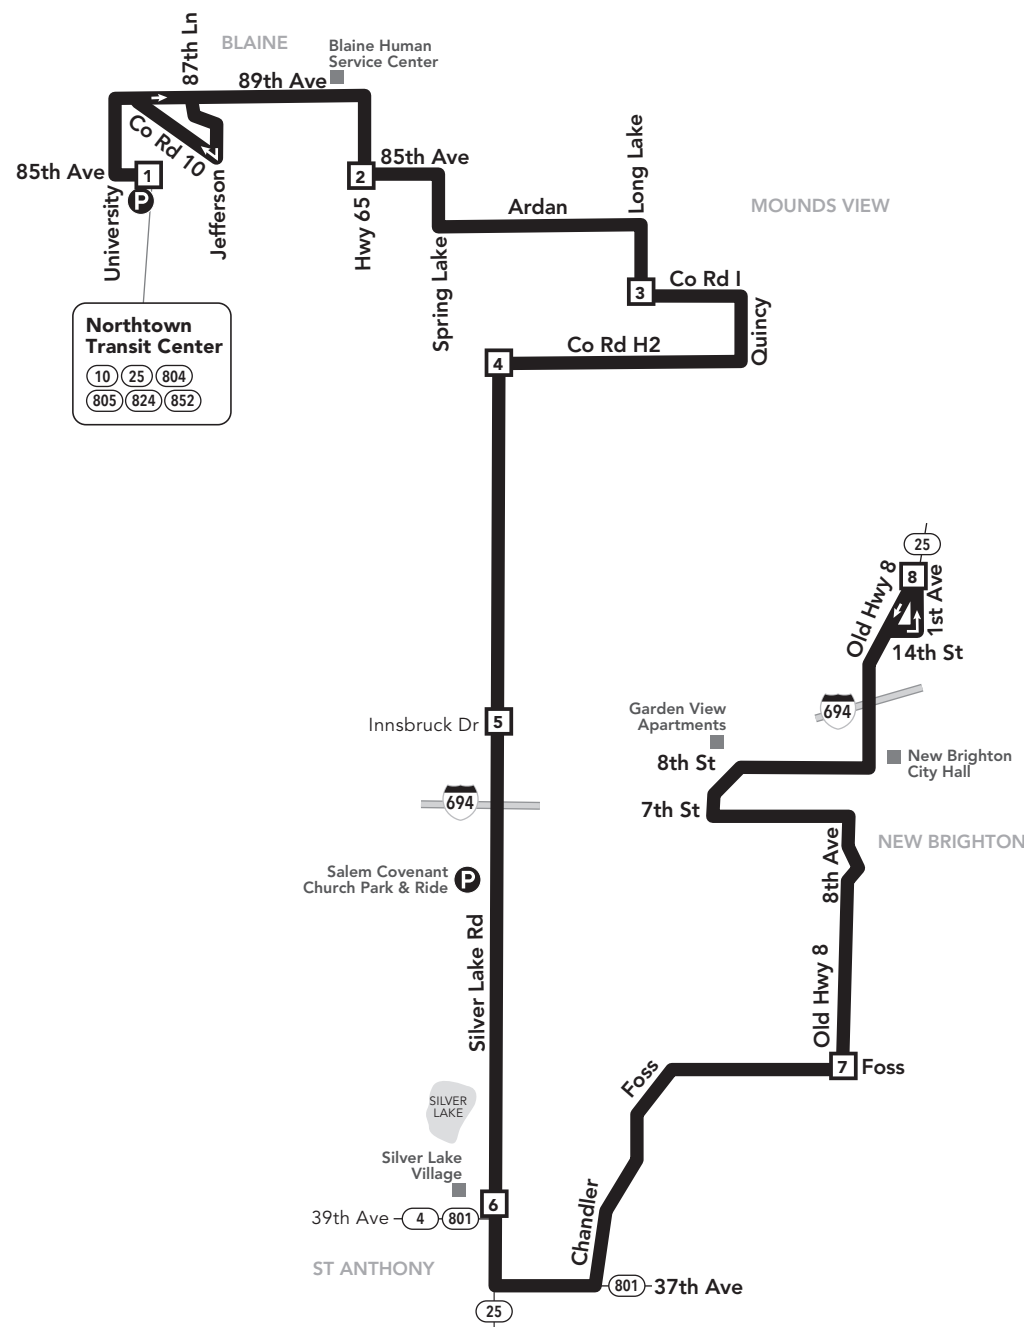 87th Ln
BLAINE
Blaine Human
Service Center
89th Ave
Co Rd 10
85th Ave
1
P
University
Jefferson
2
85th Ave
Hwy 65
Spring Lake
Ardan
Long Lake
MOUNDS VIEW
3
Co Rd I
Quincy
Co Rd H2
4
Northtown
Transit Center
10 25 804
805 824 852
25
8
Old Hwy 8
1st Ave
14th St
694
Garden View
Apartments
8th St
New Brighton
City Hall
Innsbruck Dr
5
694
7th St
NEW BRIGHTON
8th Ave
Salem Covenant
Church Park & Ride
P
Silver Lake Rd
Old Hwy 8
7
Foss
Foss
SILVER
LAKE
Silver Lake
Village
6
39th Ave 4 801
Chandler
ST ANTHONY
801 37th Ave
25